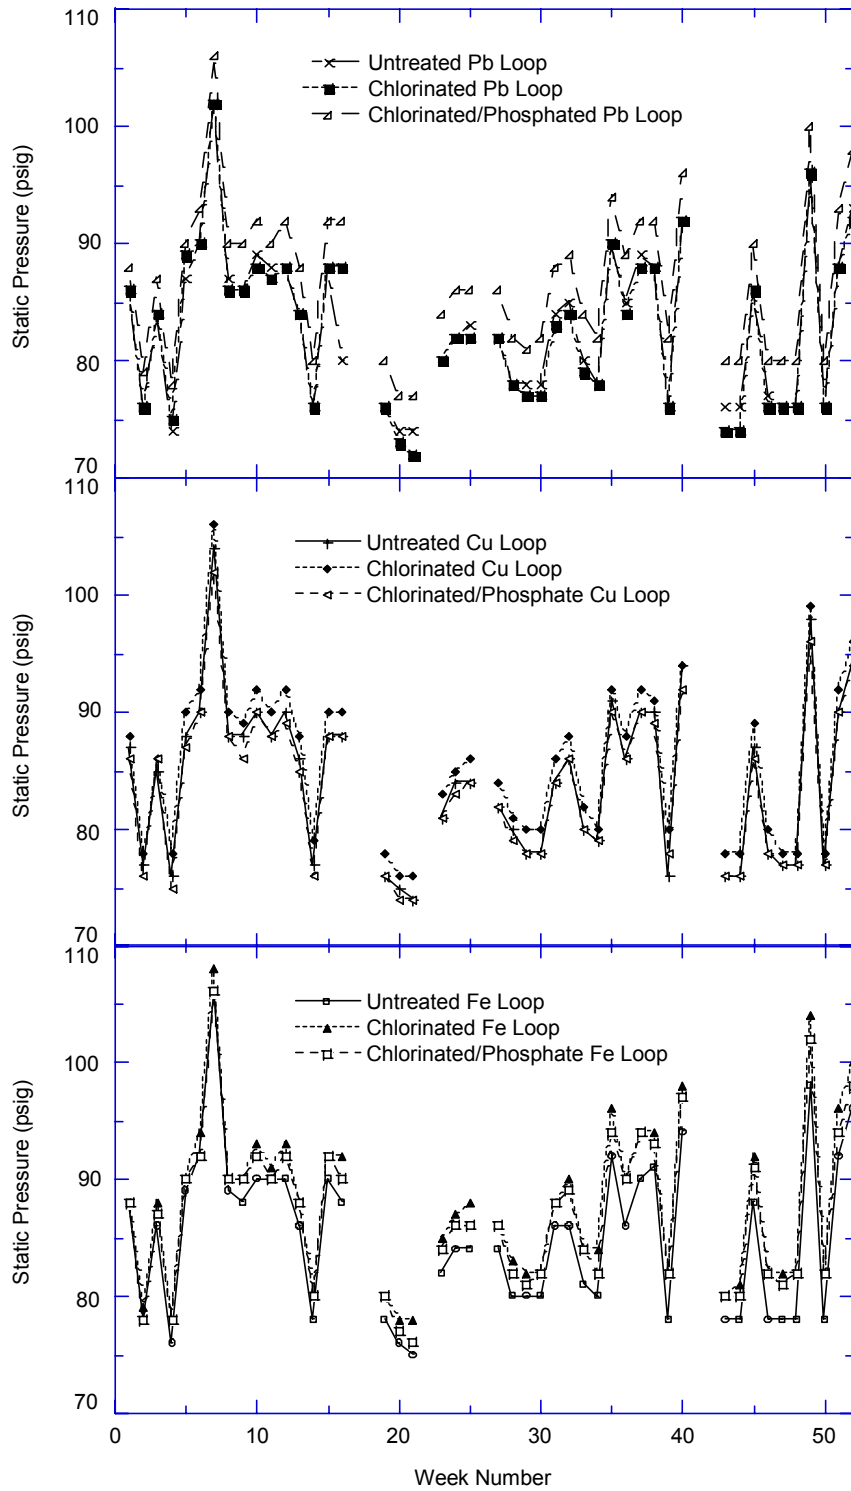 110
Untreated Pb Loop
Chlorinated Pb Loop
Chlorinated/Phosphated Pb Loop
100
90
80
70
Static Pressure (psig)
110
Untreated Cu Loop
Chlorinated Cu Loop
Chlorinated/Phosphate Cu Loop
100
90
80
70
Static Pressure (psig)
110
Untreated Fe Loop
Chlorinated Fe Loop
Chlorinated/Phosphate Fe Loop
100
90
80
70
Static Pressure (psig)
0 10 20 30 40 50
Week Number